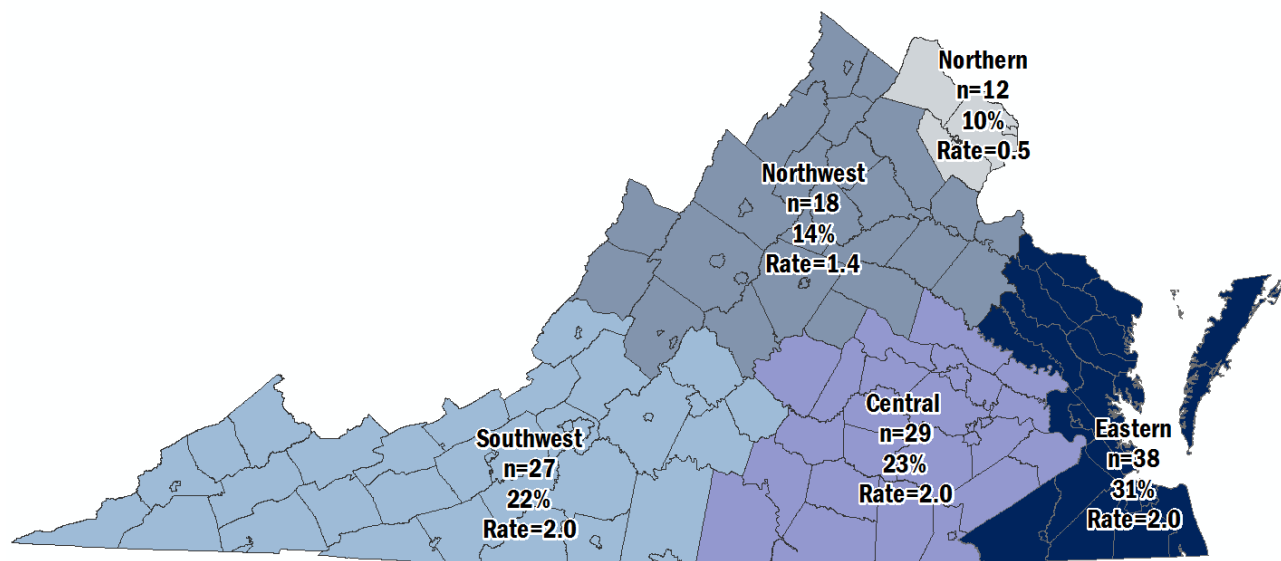 Northern
n=12
10%
Rate=0.5
Northwest
n=18
14%
Rate=1.4
Central
n=29
23%
Rate=2.0
Eastern
n=38
31%
Rate=2.0
Southwest
n=27
22%
Rate=2.0